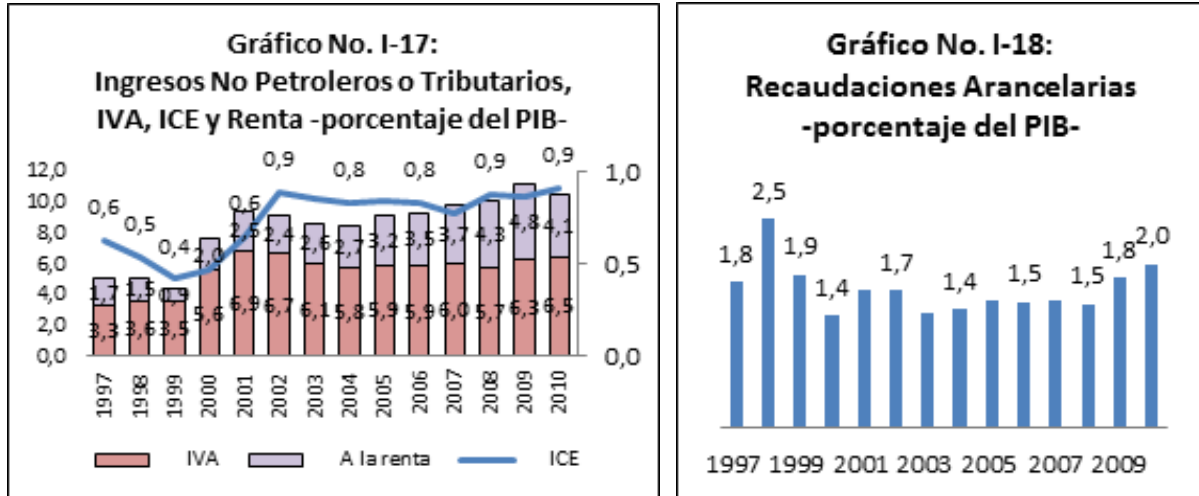 Gráfico No. I-17:
Ingresos No Petroleros o Tributarios,
IVA, ICE y Renta -porcentaje del PIB-
12,0
10,0
8,0
6,0
4,0
2,0
0,0
0,6 0,5 0,4 0,6 0,9 0,8 0,8 0,9 0,9
1,7 1,5 0,9 2,0 2,5 2,4 2,6 2,7 3,2 3,5 3,7 4,3 4,8 4,1
3,3 3,6 3,5 5,6 6,9 6,7 6,1 5,8 5,9 5,9 6,0 5,7 6,3 6,5
1,0
0,5
0,0
1997 1998 1999 2000 2001 2002 2003 2004 2005 2006 2007 2008 2009 2010
IVA A la renta ICE
Gráfico No. I-18:
Recaudaciones Arancelarias
-porcentaje del PIB-
1,8 2,5 1,9 1,4 1,7 1,4 1,5 1,5 1,8 2,0
1997 1999 2001 2003 2005 2007 2009